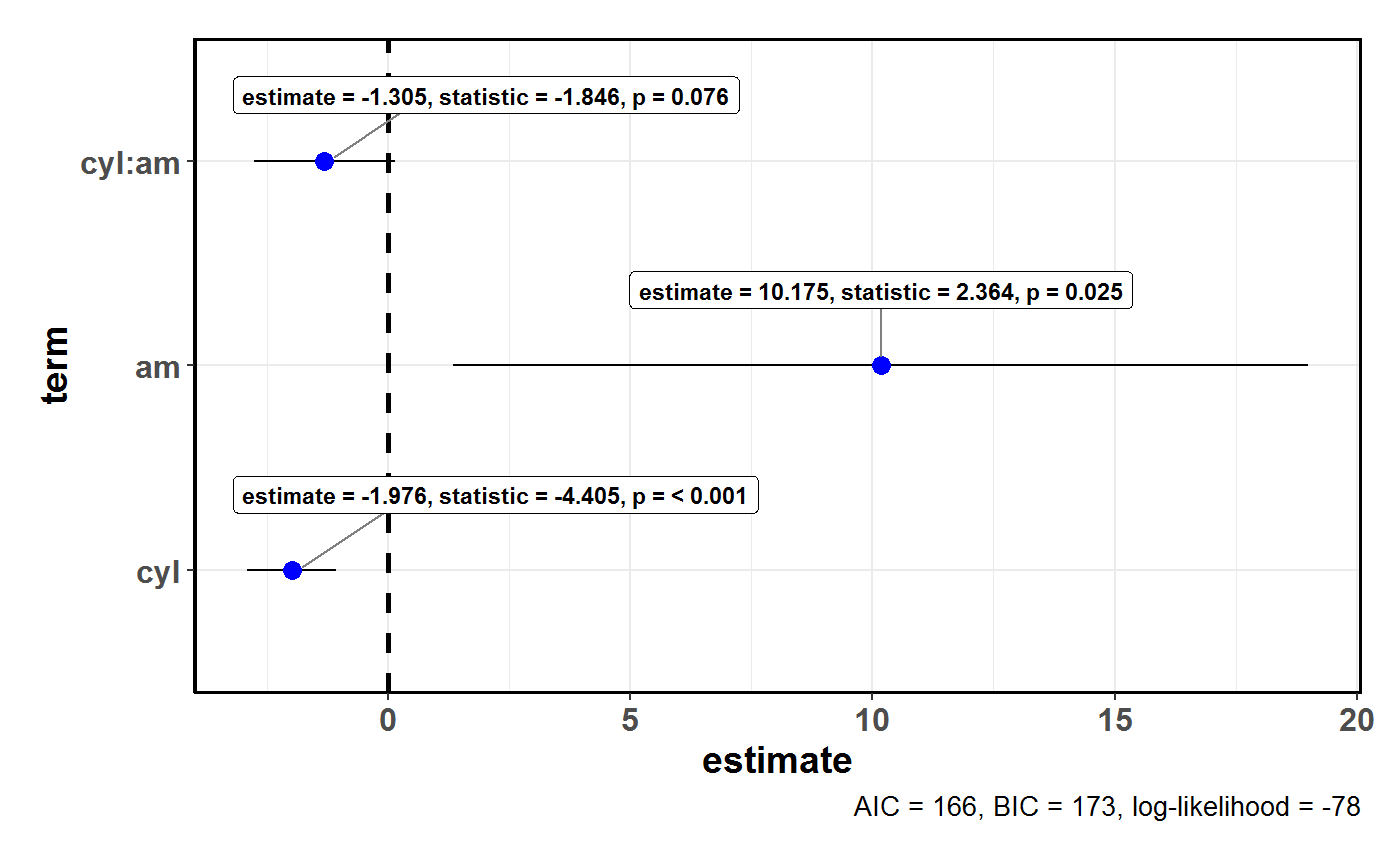 estimate = -1.305, statistic = -1.846, p = 0.076
cyl:am
estimate = 10.175, statistic = 2.364, p = 0.025
term
am
estimate = -1.976, statistic = -4.405, p = < 0.001
cyl
0 5 10 15 20
estimate
AIC = 166, BIC = 173, log-likelihood = -78